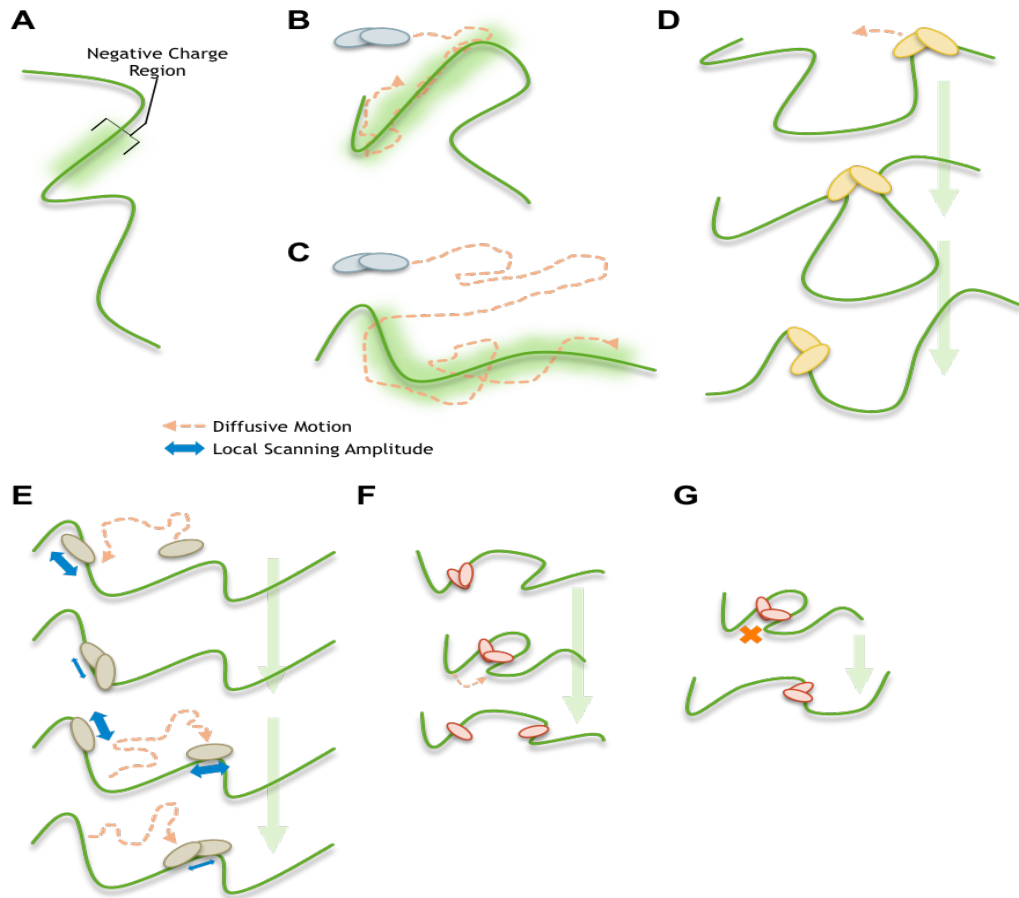 A
Negative Charge
Region
B
C
D
Diffusive Motion
Local Scanning Amplitude
E
F
G